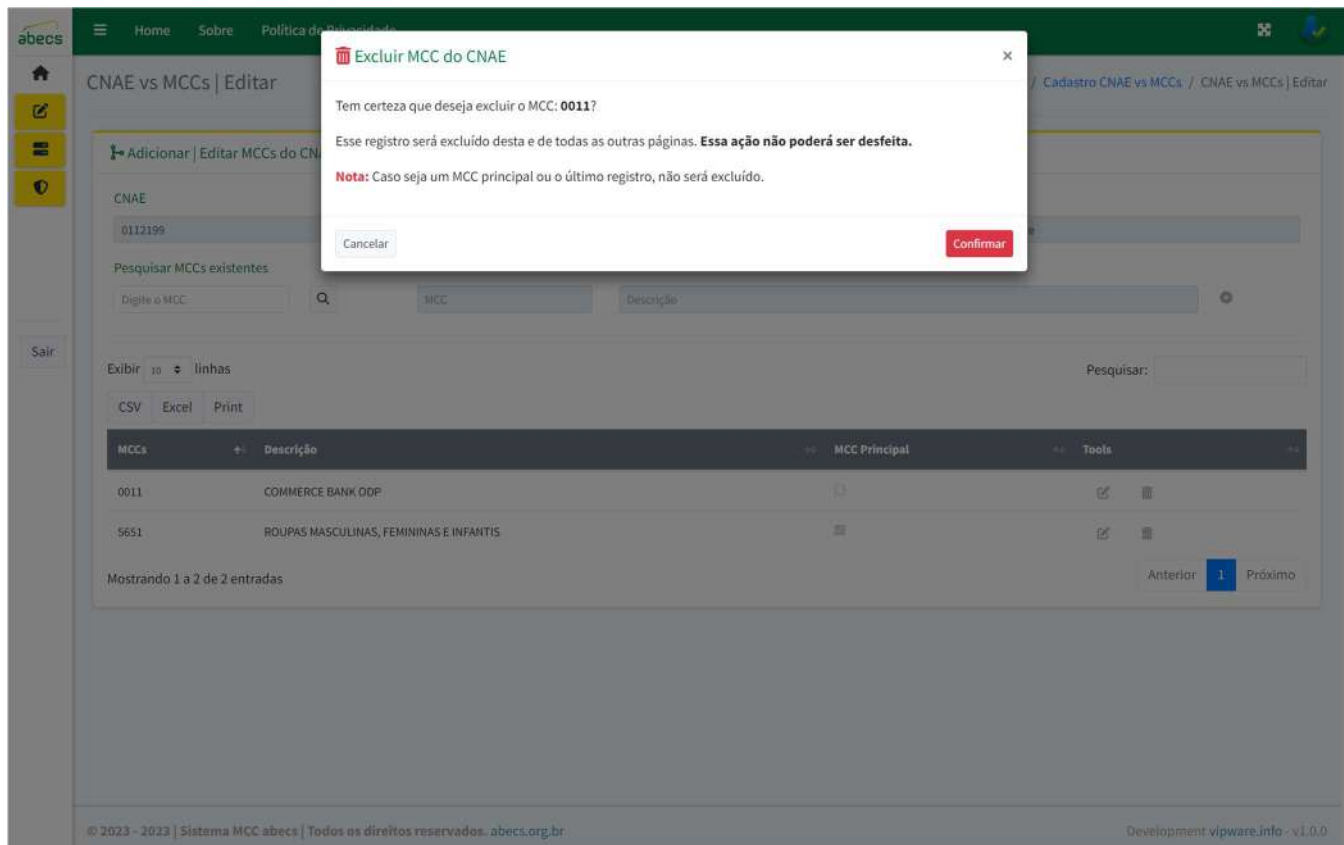 abecs
Home Sobre Política de Privacidade
Excluir MCC do CNAE ×
CNAE vs MCCs | Editar
/ Cadastro CNAE vs MCCs / CNAE vs MCCs | Editar
Tem certeza que deseja excluir o MCC: 0011?
Esse registro será excluído desta e de todas as outras páginas. Essa ação não poderá ser desfeita.
Nota: Caso seja um MCC principal ou o último registro, não será excluído.
Cancelar Confirmar
Adicionar | Editar MCCs do
CNAE
0112199
Pesquisar MCCs existentes
Digite o MCC MCC Descrição
Sair
Exibir 10 linhas Pesquisar:
CSV Excel Print
MCCs Descrição MCC Principal Tools
0011 COMMERCE BANK ODP
5651 ROUPAS MASCULINAS, FEMININAS E INFANTIS
Mostrando 1 a 2 de 2 entradas Anterior 1 Próximo
© 2023 - 2023 | Sistema MCC abecs | Todos os direitos reservados. abecs.org.br Development vipware.info - v1.0.0